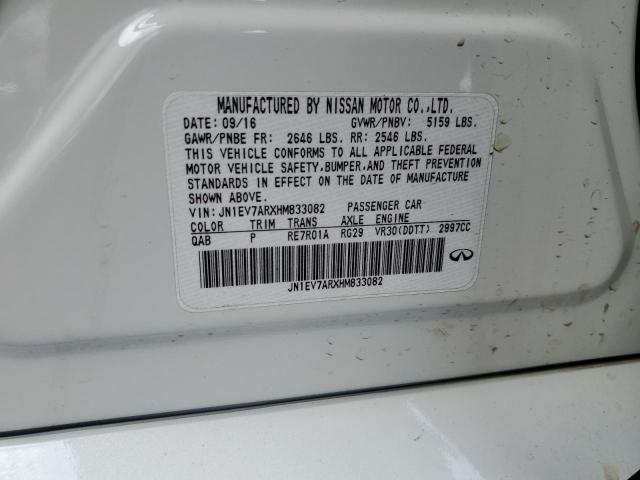 MANUFACTURED BY NISSAN MOTOR CO.,LTD.
DATE: 09/16 GVWR/PNBV: 5159 LBS.
GAWR/PNBE FR: 2646 LBS. RR: 2546 LBS.
THIS VEHICLE CONFORMS TO ALL APPLICABLE FEDERAL
MOTOR VEHICLE SAFETY,BUMPER,AND THEFT PREVENTION
STANDARDS IN EFFECT ON THE DATE OF MANUFACTURE
SHOWN ABOVE.
VIN: JN1EV7ARXHM833082 PASSENGER CAR
COLOR TRIM TRANS AXLE ENGINE
QAB P RE7R01A RG29 VR30(DDTT) 2997CC
JN1EV7ARXHM833082